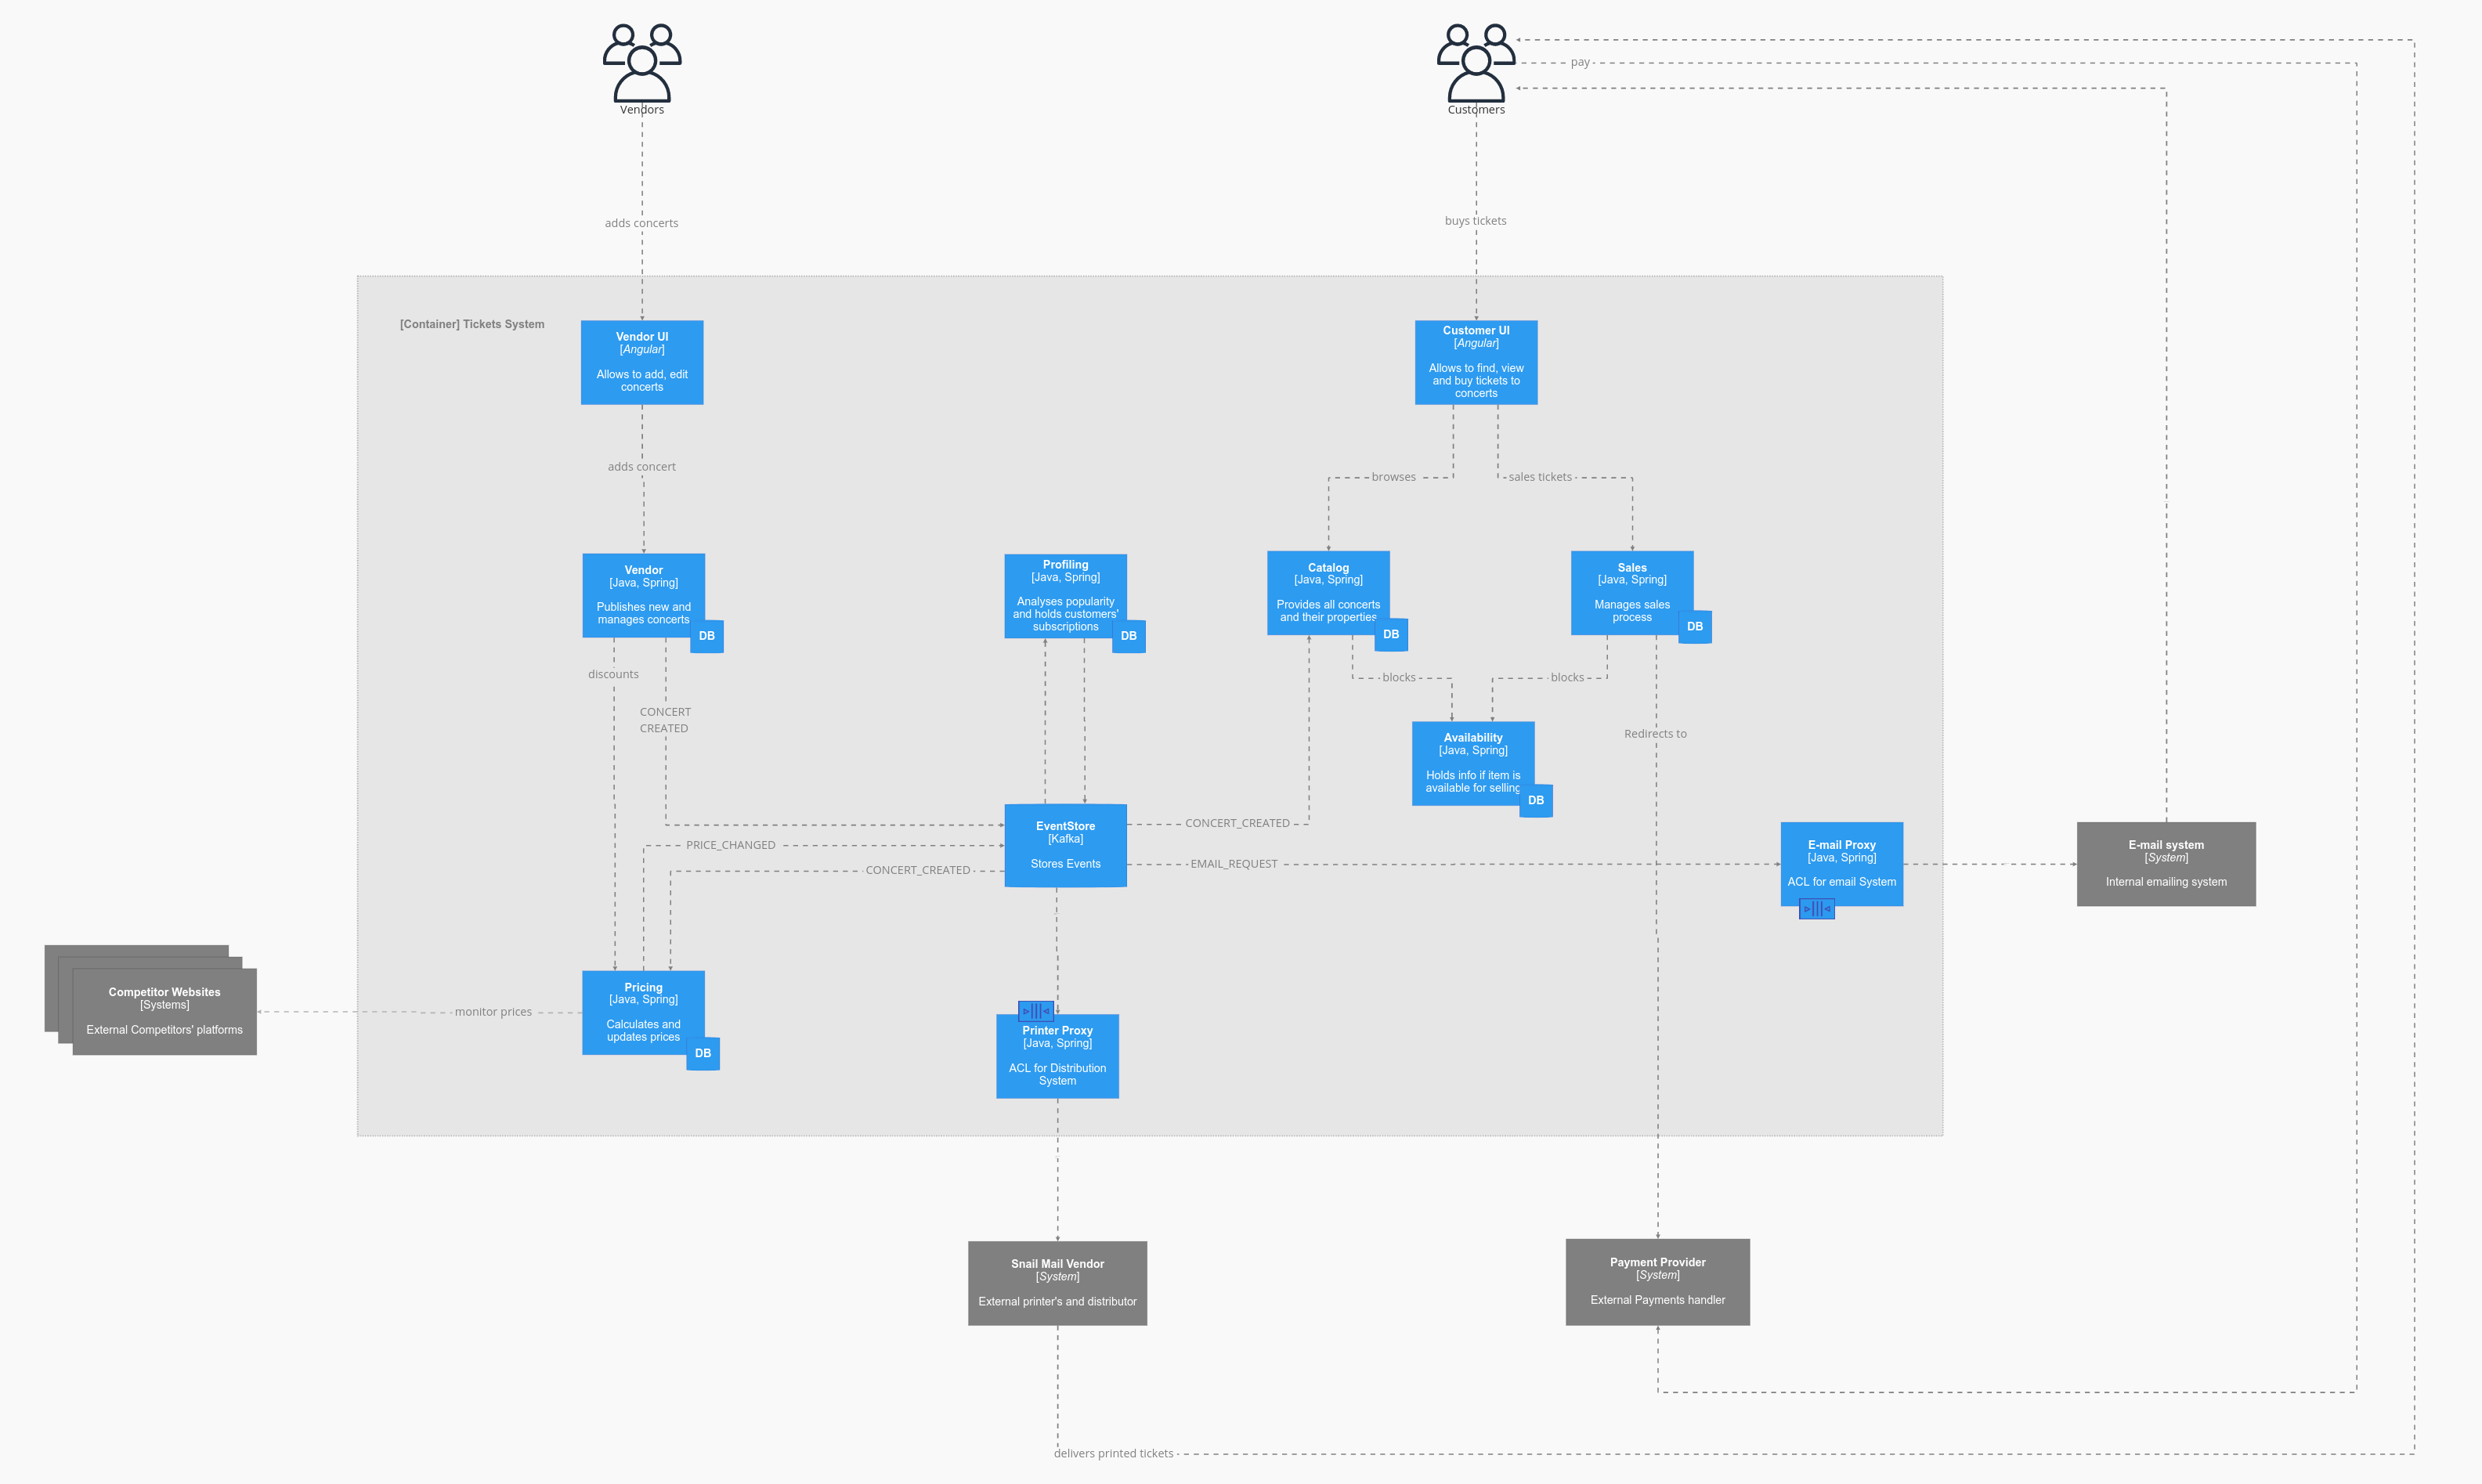 Vendors
Customers
pay
adds concerts
buys tickets
[Container] Tickets System
Vendor UI
[Angular]
Allows to add, edit
concerts
Customer UI
[Angular]
Allows to find, view
and buy tickets to
concerts
adds concert
browses
sales tickets
Vendor
[Java, Spring]
Publishes new and
manages concerts
DB
Profiling
[Java, Spring]
Analyses popularity
and holds customers'
subscriptions
DB
Catalog
[Java, Spring]
Provides all concerts
and their properties
DB
Sales
[Java, Spring]
Manages sales
process
DB
discounts
CONCERT
CREATED
blocks
blocks
Redirects to
Availability
[Java, Spring]
Holds info if item is
available for selling
DB
EventStore
[Kafka]
Stores Events
CONCERT_CREATED
PRICE_CHANGED
EMAIL_REQUEST
CONCERT_CREATED
E-mail Proxy
[Java, Spring]
ACL for email System
E-mail system
[System]
Internal emailing system
Competitor Websites
[Systems]
External Competitors' platforms
monitor prices
Pricing
[Java, Spring]
Calculates and
updates prices
DB
Printer Proxy
[Java, Spring]
ACL for Distribution
System
Snail Mail Vendor
[System]
External printer's and distributor
Payment Provider
[System]
External Payments handler
delivers printed tickets